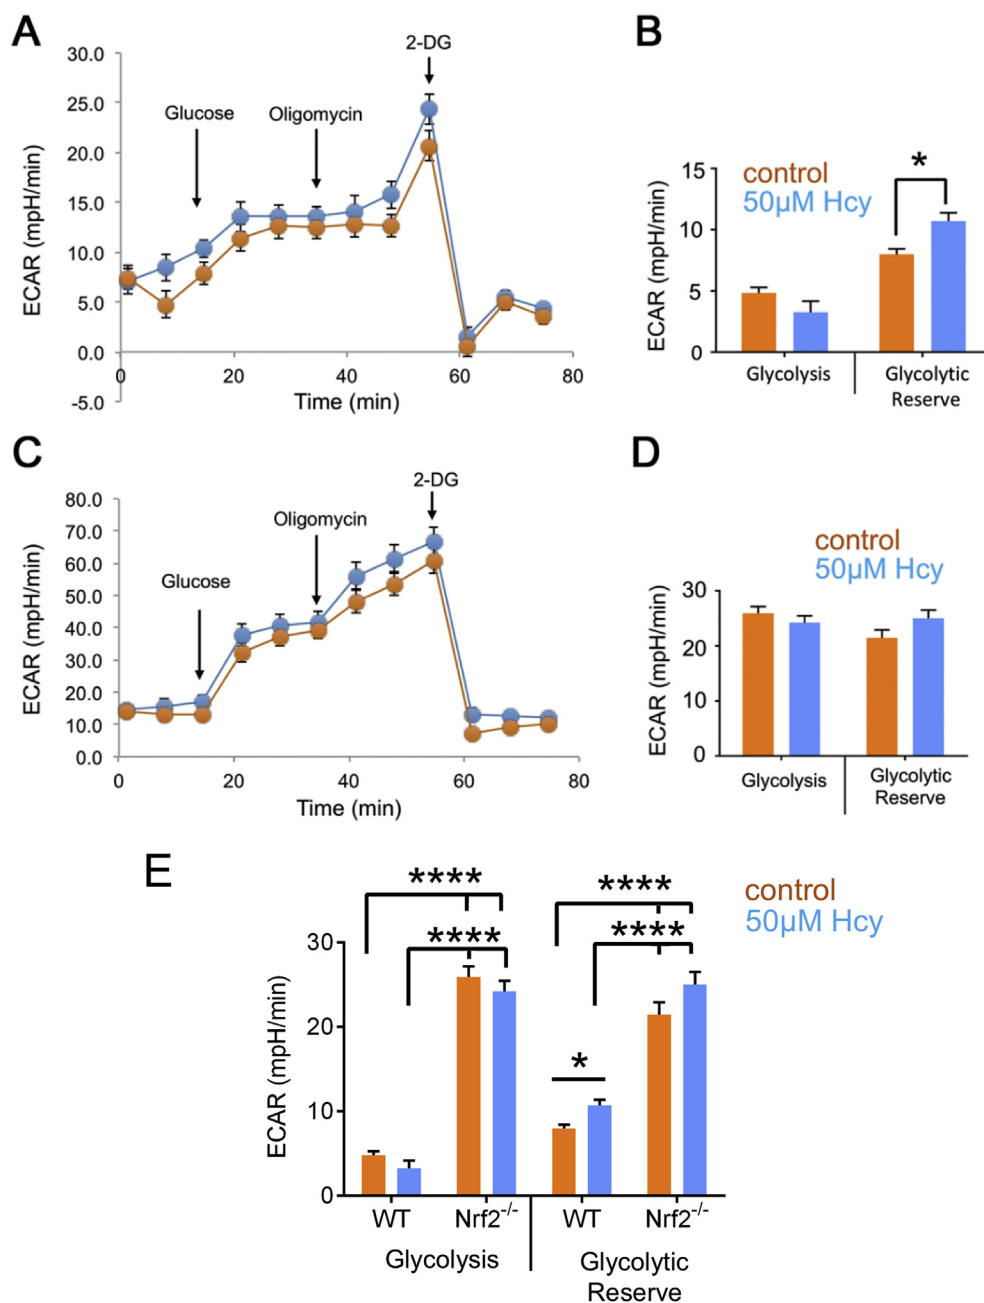 A
ECAR (mpH/min)
30.0
25.0
20.0
15.0
10.0
5.0
0.0
-5.0
Glucose
Oligomycin
2-DG
0
20
40
60
80
Time (min)
B
control
50μM Hcy
*
ECAR (mpH/min)
15
10
5
0
Glycolysis
Glycolytic
Reserve
C
ECAR (mpH/min)
80.0
70.0
60.0
50.0
40.0
30.0
20.0
10.0
0.0
Glucose
Oligomycin
2-DG
0
20
40
60
80
Time (min)
D
control
50μM Hcy
ECAR (mpH/min)
30
20
10
0
Glycolysis
Glycolytic
Reserve
E
control
50μM Hcy
****
****
****
****
*
ECAR (mpH/min)
30
20
10
0
WT Nrf2-/- WT Nrf2-/-
Glycolysis
Glycolytic
Reserve